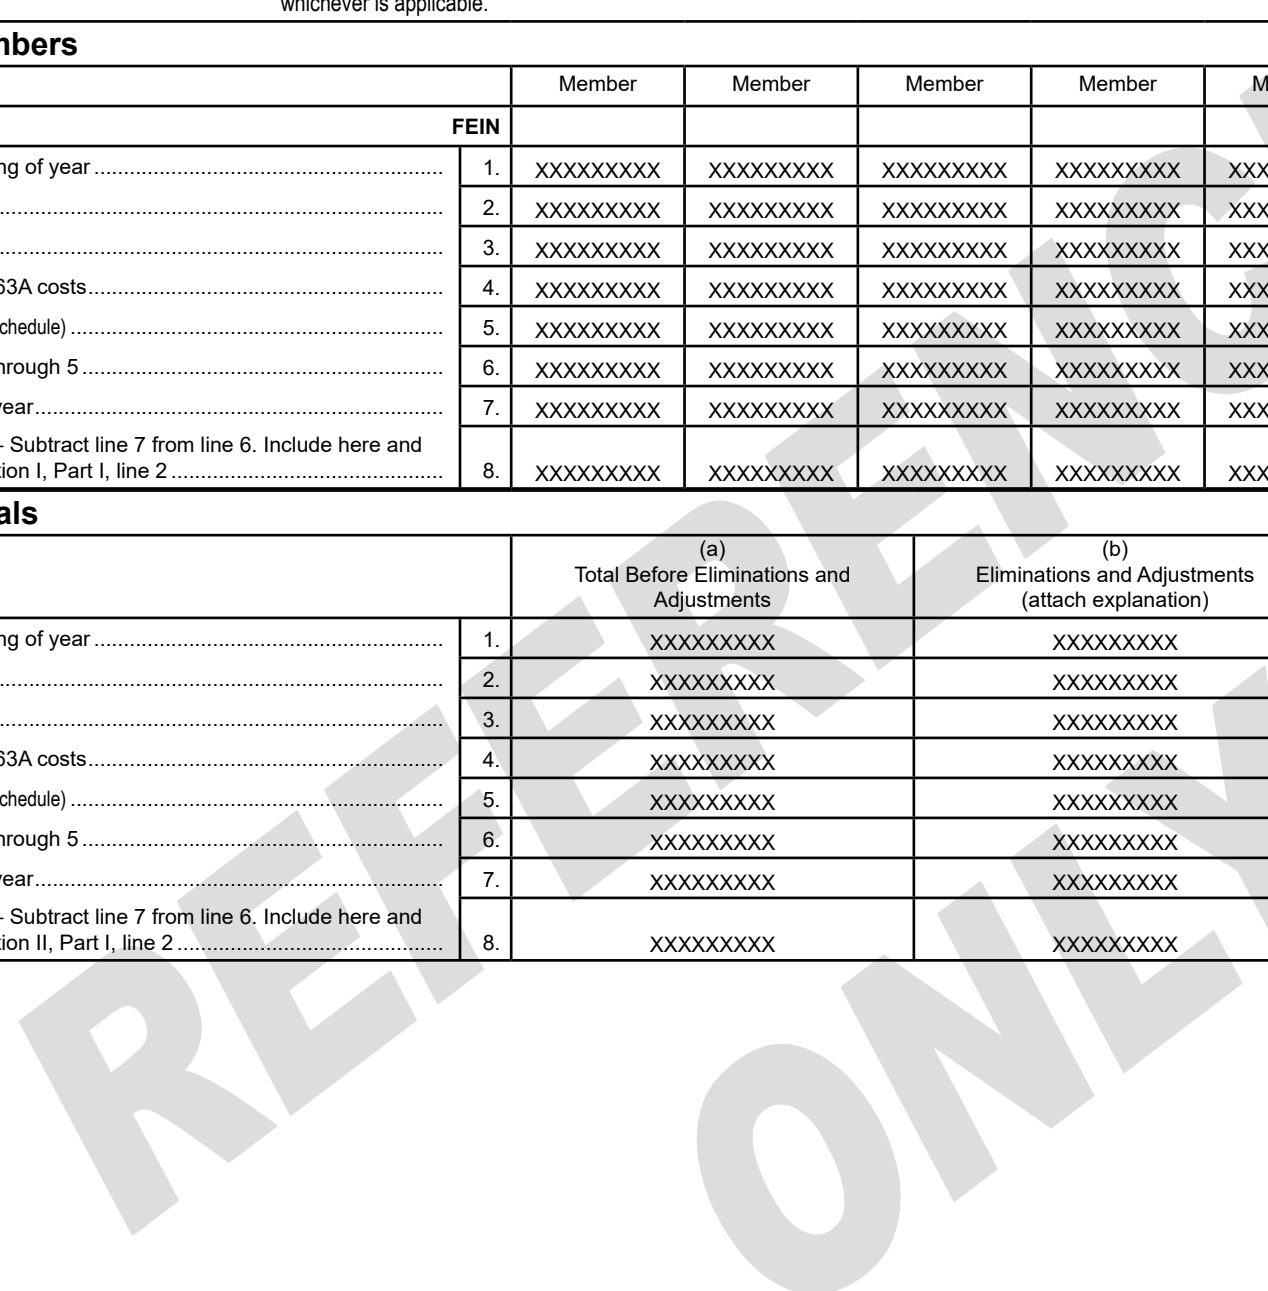 whichever is applicable.
mbers
Member Member Member Member M
FEIN
ng of year ............................................................ 1. XXXXXXXXX XXXXXXXXX XXXXXXXXX XXXXXXXXX XXX
............................................................................ 2. XXXXXXXXX XXXXXXXXX XXXXXXXXX XXXXXXXXX XXX
............................................................................ 3. XXXXXXXXX XXXXXXXXX XXXXXXXXX XXXXXXXXX XXX
63A costs............................................................ 4. XXXXXXXXX XXXXXXXXX XXXXXXXXX XXXXXXXXX XXX
chedule) ............................................................... 5. XXXXXXXXX XXXXXXXXX XXXXXXXXX XXXXXXXXX XXX
hrough 5 ............................................................. 6. XXXXXXXXX XXXXXXXXX XXXXXXXXX XXXXXXXXX XXX
year..................................................................... 7. XXXXXXXXX XXXXXXXXX XXXXXXXXX XXXXXXXXX XXX
- Subtract line 7 from line 6. Include here and
tion I, Part I, line 2 .............................................. 8. XXXXXXXXX XXXXXXXXX XXXXXXXXX XXXXXXXXX XXX
als
(a) (b)
Total Before Eliminations and Eliminations and Adjustments
Adjustments (attach explanation)
ng of year ............................................................ 1. XXXXXXXXX XXXXXXXXX
............................................................................ 2. XXXXXXXXX XXXXXXXXX
............................................................................ 3. XXXXXXXXX XXXXXXXXX
63A costs............................................................ 4. XXXXXXXXX XXXXXXXXX
chedule) ............................................................... 5. XXXXXXXXX XXXXXXXXX
hrough 5 ............................................................. 6. XXXXXXXXX XXXXXXXXX
year..................................................................... 7. XXXXXXXXX XXXXXXXXX
- Subtract line 7 from line 6. Include here and
tion II, Part I, line 2 ............................................. 8. XXXXXXXXX XXXXXXXXX
REFERENC
ONLY